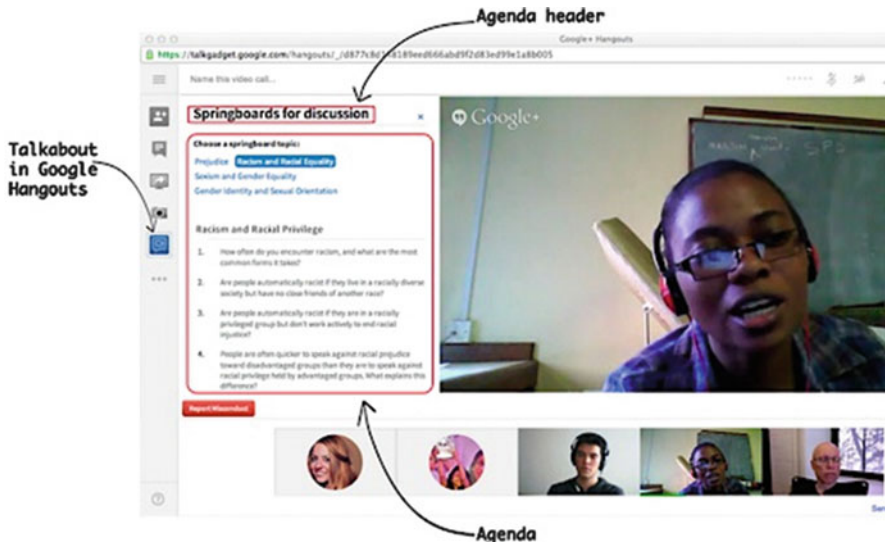 Agenda header
Google+ Hangouts
https://talkgadget.google.com/hangouts/_/
Name this video call...
Springboards for discussion
Google+
Choose a springboard topic:
Prejudice Racism and Racial Equality
Sexism and Gender Equality
Gender Identity and Sexual Orientation
Talkabout
in Google
Hangouts
Racism and Racial Privilege
1. How often do you encounter racism, and what are the most
common forms it takes?
2. Are people automatically racist if they live in a racially diverse
society but have no close friends of another race?
3. Are people automatically racist if they are in a racially
privileged group but don't work actively to end racial
injustice?
4. People are often quicker to speak against racial prejudice
toward disadvantaged groups than they are to speak against
racial privilege held by advantaged groups. What explains this
difference?
Report Misconduct
Agenda